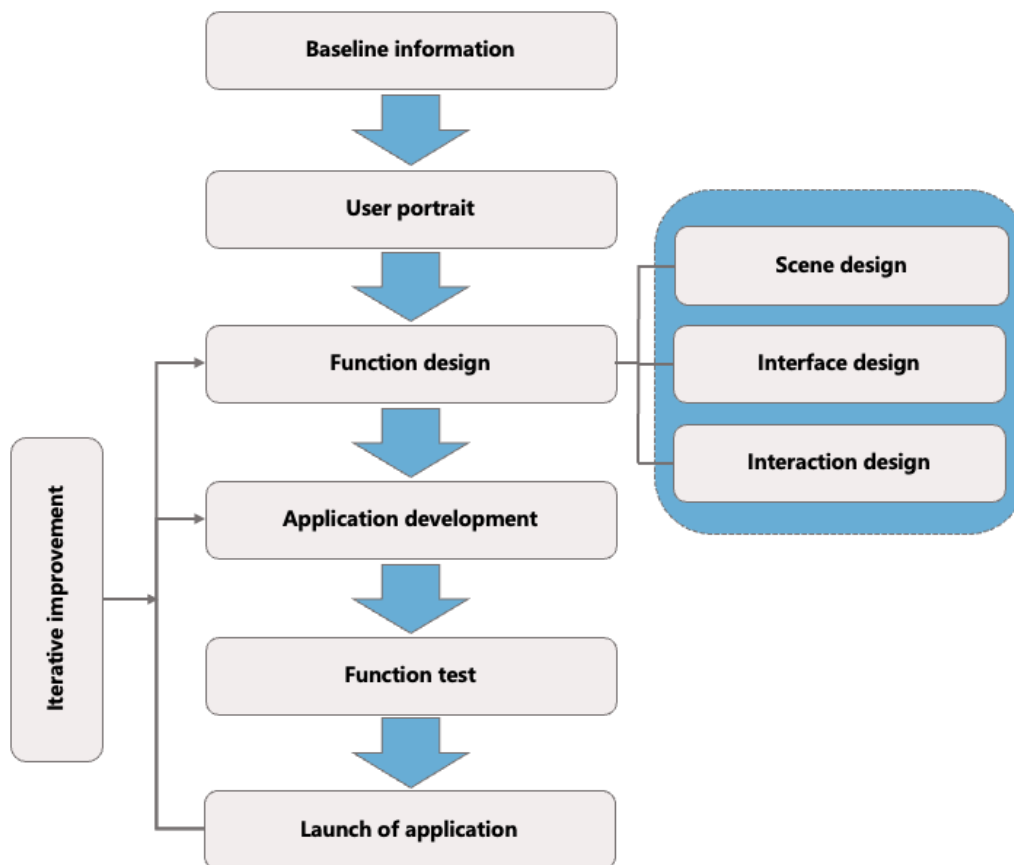 Baseline information
User portrait
Function design
Scene design
Interface design
Interaction design
Application development
Function test
Launch of application
Iterative improvement